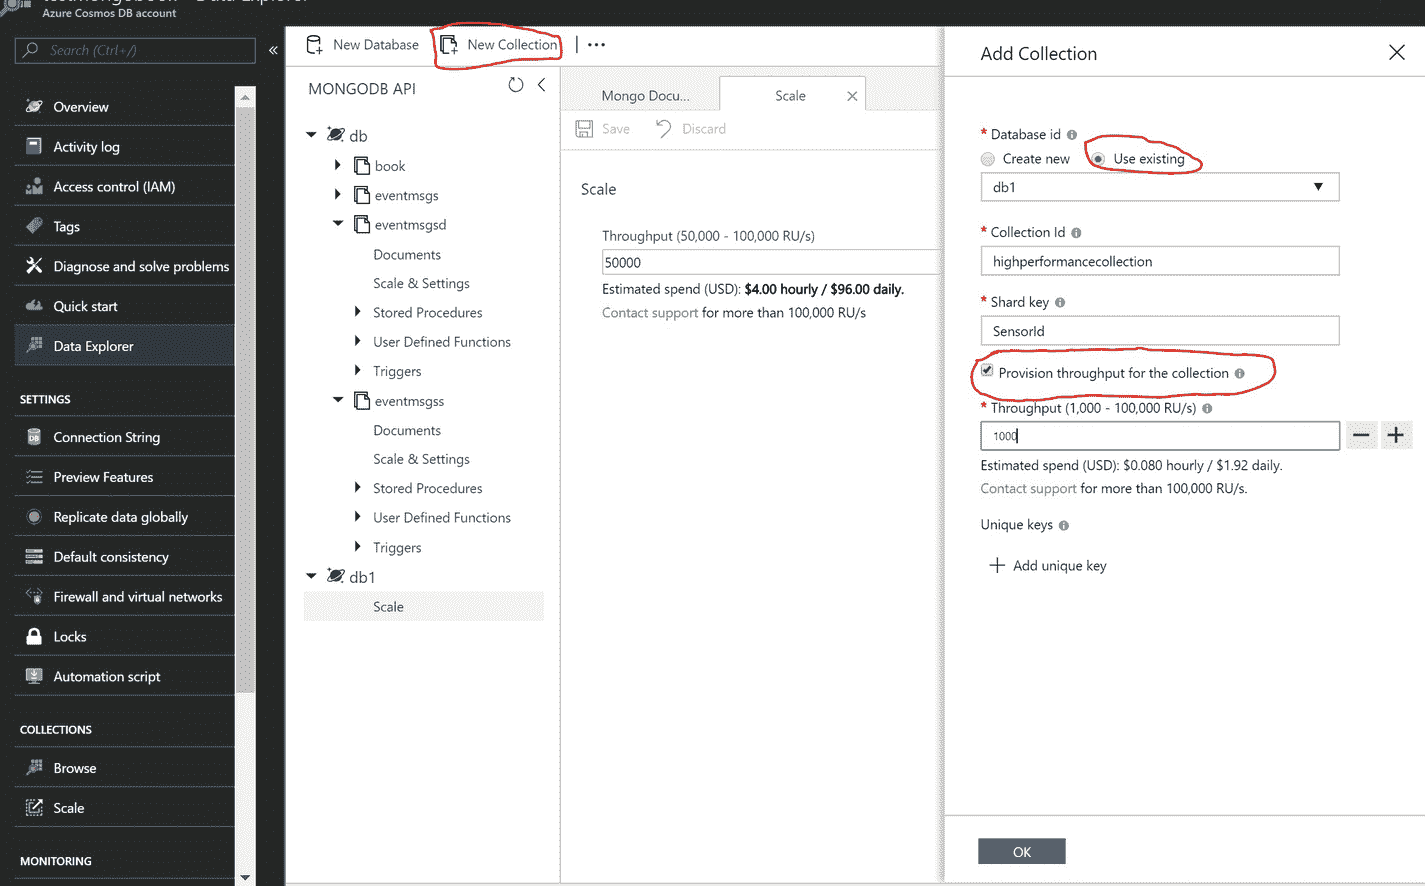 Azure Cosmos DB account
Search (Ctrl+/)
«
Overview
Activity log
Access control (IAM)
Tags
Diagnose and solve problems
Quick start
Data Explorer
SETTINGS
Connection String
Preview Features
Replicate data globally
Default consistency
Firewall and virtual networks
Locks
Automation script
COLLECTIONS
Browse
Scale
MONITORING
New Database
New Collection
MONGODB API
db
book
eventmsgs
eventmsgsd
Documents
Scale & Settings
Stored Procedures
User Defined Functions
Triggers
eventmsgss
Documents
Scale & Settings
Stored Procedures
User Defined Functions
Triggers
db1
Scale
Mongo Docu...
Scale
Save
Discard
Scale
Throughput (50,000 - 100,000 RU/s)
50000
Estimated spend (USD): $4.00 hourly / $96.00 daily.
Contact support for more than 100,000 RU/s
Add Collection
* Database id
Create new
Use existing
db1
* Collection Id
highperformancecollection
* Shard key
SensorId
Provision throughput for the collection
* Throughput (1,000 - 100,000 RU/s)
1000
Estimated spend (USD): $0.080 hourly / $1.92 daily.
Contact support for more than 100,000 RU/s.
Unique keys
Add unique key
OK